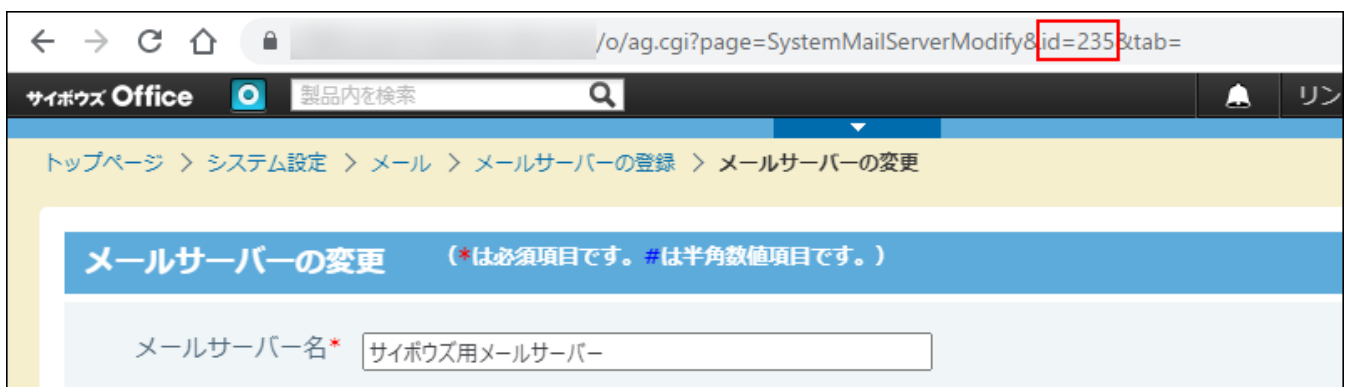 /o/ag.cgi?page=SystemMailServerModify&id=235&tab=
サイボウズ Office 製品内を検索 リン
トップページ > システム設定 > メール > メールサーバーの登録 > メールサーバーの変更
メールサーバーの変更 (*は必須項目です。#は半角数値項目です。)
メールサーバー名* サイボウズ用メールサーバー